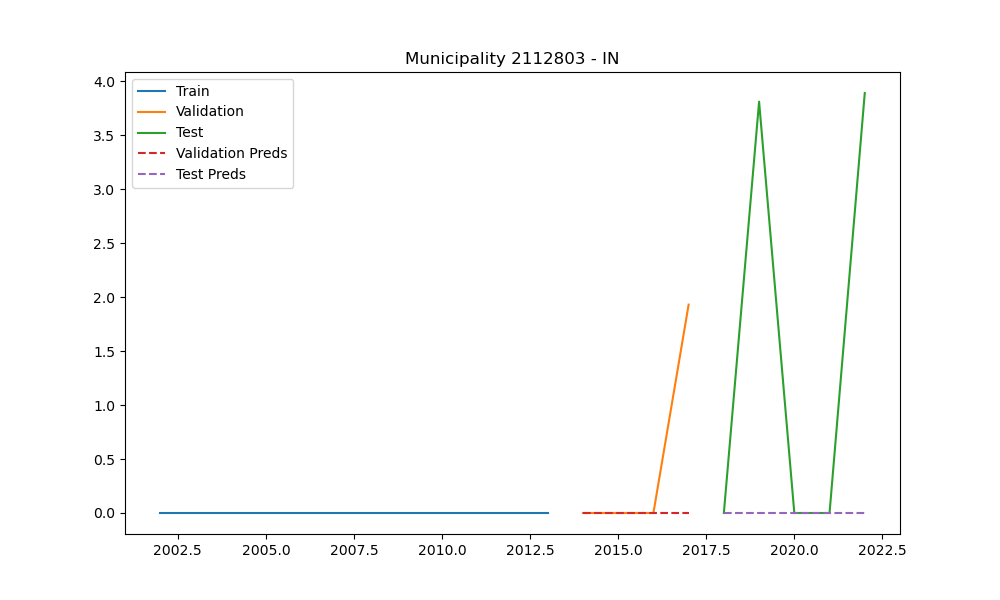 Municipality 2112803 - IN
Train
Validation
Test
Validation Preds
Test Preds
4.0
3.5
3.0
2.5
2.0
1.5
1.0
0.5
0.0
2002.5 2005.0 2007.5 2010.0 2012.5 2015.0 2017.5 2020.0 2022.5